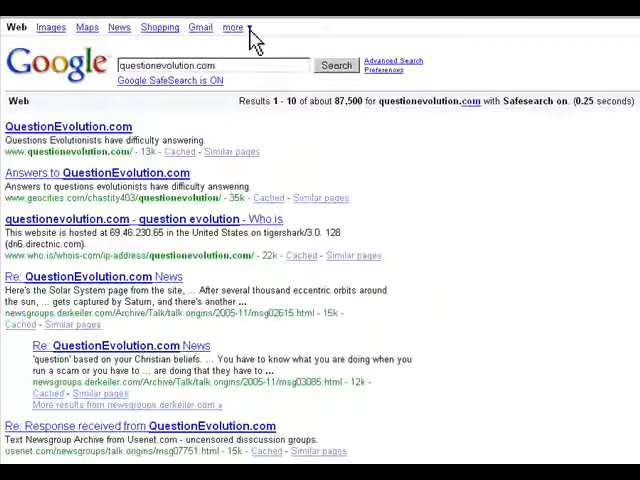 Web Images Maps News Shopping Gmail more ▼
Google questionevolution.com Search Advanced Search
Preferences
Google SafeSearch is ON
Web Results 1 - 10 of about 87,500 for questionevolution.com with Safesearch on. (0.25 seconds)
QuestionEvolution.com
Questions Evolutionists have difficulty answering.
www.questionevolution.com/ - 13k - Cached - Similar pages
Answers to QuestionEvolution.com
Answers to questions evolutionists have difficulty answering.
www.geocities.com/chastity403/questionevolution/ - 35k - Cached - Similar pages
questionevolution.com - question evolution - Who.is
This website is hosted at 69.46.230.65 in the United States on tigershark/3.0. 128
(dn6.directnic.com).
www.who.is/whois-com/ip-address/questionevolution.com/ - 22k - Cached - Similar pages
Re: QuestionEvolution.com News
Here's the Solar System page from the site, ... After several thousand eccentric orbits around
the sun, ... gets captured by Saturn, and there's another ...
newsgroups.derkeiler.com/Archive/Talk/talk.origins/2005-11/msg02615.html - 15k -
Cached - Similar pages
Re: QuestionEvolution.com News
'question' based on your Christian beliefs. ... You have to know what you are doing when you
run a scam or you have to ... are doing that they have to ...
newsgroups.derkeiler.com/Archive/Talk/talk.origins/2005-11/msg03085.html - 12k -
Cached - Similar pages
More results from newsgroups.derkeiler.com »
Re: Response received from QuestionEvolution.com
Text Newsgroup Archive from Usenet.com - uncensored disscussion groups.
usenet.com/newsgroups/talk.origins/msg07751.html - 15k - Cached - Similar pages